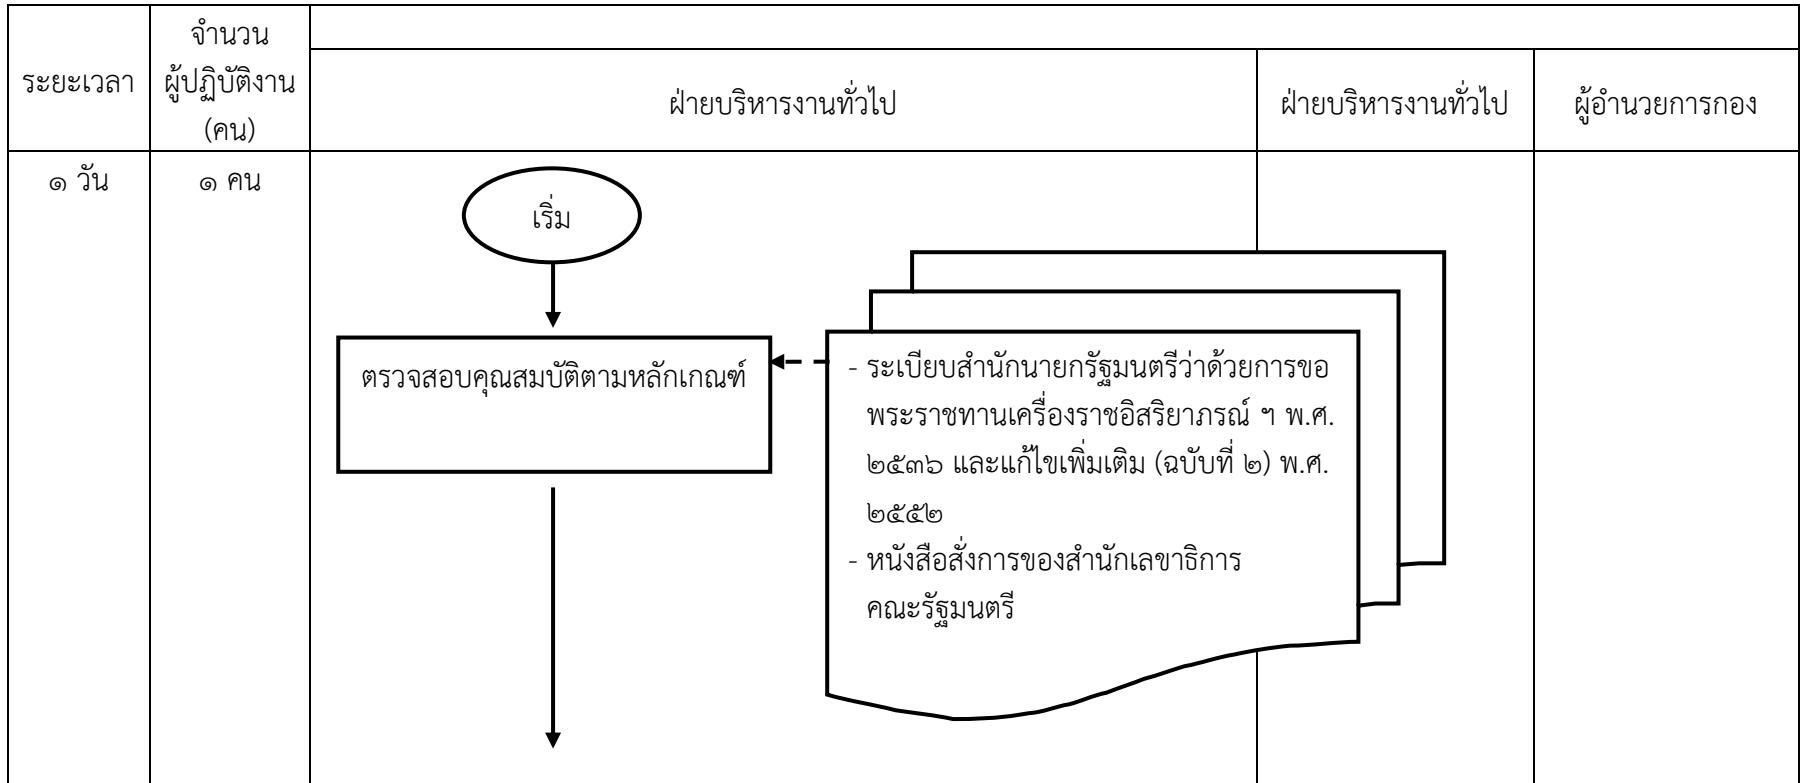 ระยะเวลา
จำนวน
ผู้ปฏิบัติงาน
(คน)
ฝ่ายบริหารงานทั่วไป
ฝ่ายบริหารงานทั่วไป
ผู้อำนวยการกอง
๑ วัน
๑ คน
เริ่ม
ตรวจสอบคุณสมบัติตามหลักเกณฑ์
- ระเบียบสำนักนายกรัฐมนตรีว่าด้วยการขอ
พระราชทานเครื่องราชอิสริยาภรณ์ ฯ พ.ศ.
๒๕๓๖ และแก้ไขเพิ่มเติม (ฉบับที่ ๒) พ.ศ.
๒๕๕๒
- หนังสือสั่งการของสำนักเลขาธิการ
คณะรัฐมนตรี